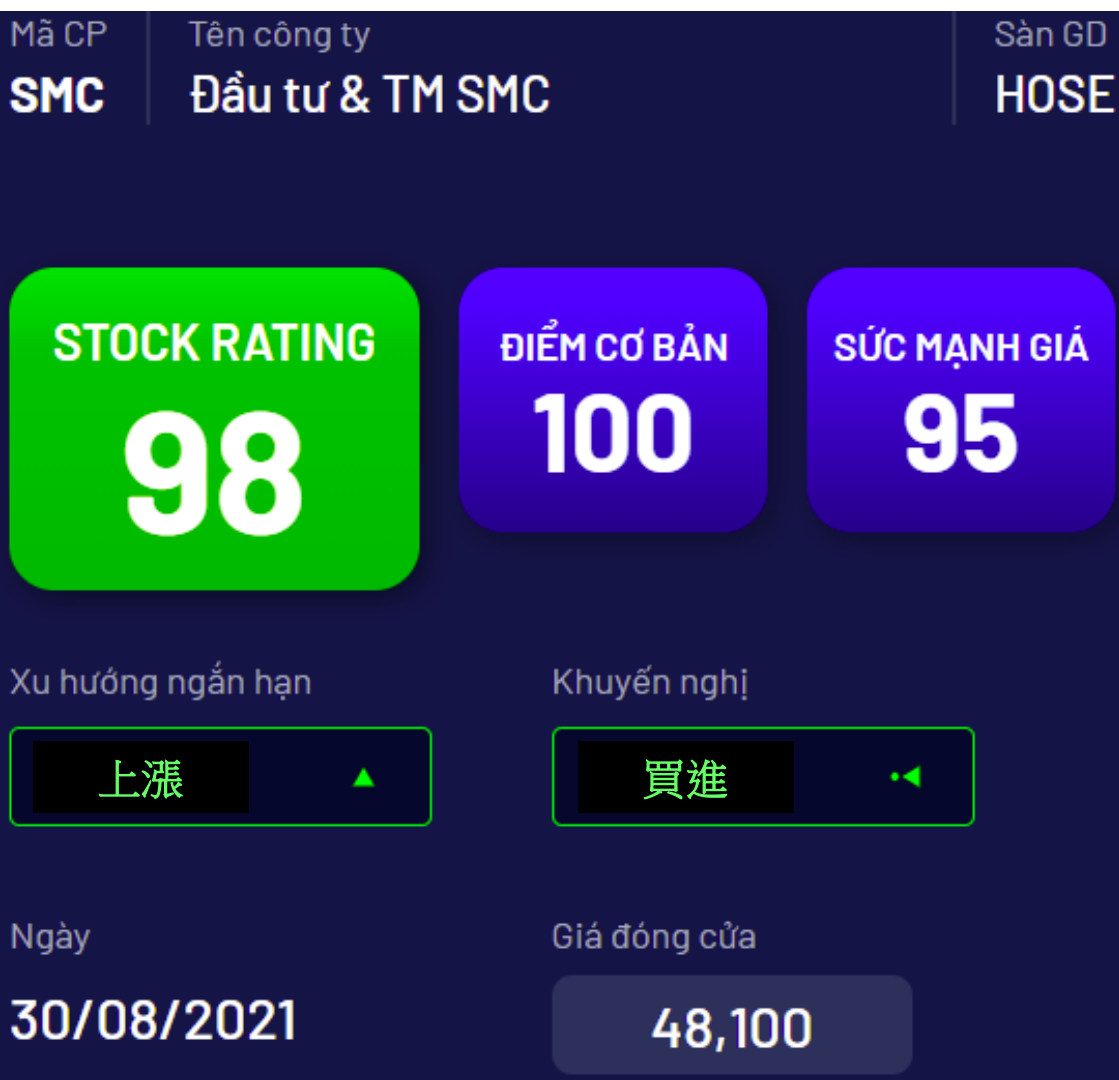 Mã CP
Tên công ty
Sàn GD
SMC
Đầu tư & TM SMC
HOSE
STOCK RATING
98
ĐIỂM CƠ BẢN
100
SỨC MẠNH GIÁ
95
Xu hướng ngắn hạn
Khuyến nghị
上漲
買進
Ngày
Giá đóng cửa
30/08/2021
48,100